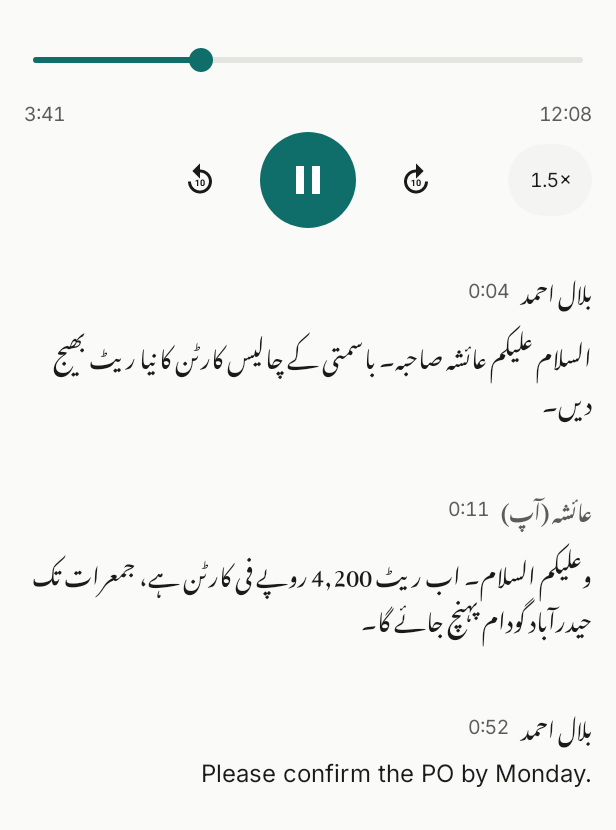 3:41
12:08
10
10
1.5×
بلال احمد 0:04
السلام علیکم عائشہ صاحبہ۔ باسمتی کے چالیس کارٹن کا نیا ریٹ بھیج
دیں۔
عائشہ (آپ) 0:11
وعلیکم السلام۔ اب ریٹ 4,200 روپے فی کارٹن ہے، جمعرات تک
حیدرآباد گودام پہنچ جائے گا۔
بلال احمد 0:52
Please confirm the PO by Monday.